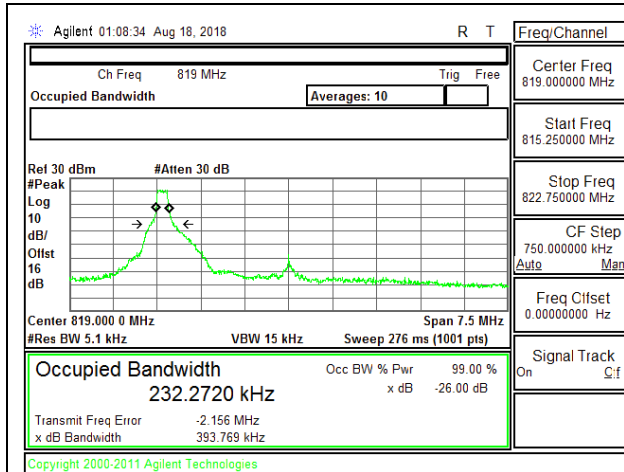 Agilent 01:08:34 Aug 18, 2018 R T
Ch Freq 819 MHz Trig Free
Occupied Bandwidth Averages: 10
Ref 30 dBm #Atten 30 dB
#Peak
Log
10
dB/
Offst
16
dB
Center 819.000 0 MHz Span 7.5 MHz
#Res BW 5.1 kHz VBW 15 kHz Sweep 276 ms (1001 pts)
Occupied Bandwidth Occ BW % Pwr 99.00 %
232.2720 kHz x dB -26.00 dB
Transmit Freq Error -2.156 MHz
x dB Bandwidth 393.769 kHz
Copyright 2000-2011 Agilent Technologies
Freq/Channel
Center Freq
819.000000 MHz
Start Freq
815.250000 MHz
Stop Freq
822.750000 MHz
CF Step
750.000000 kHz
Auto Man
Freq Offset
0.00000000 Hz
Signal Track
On Off